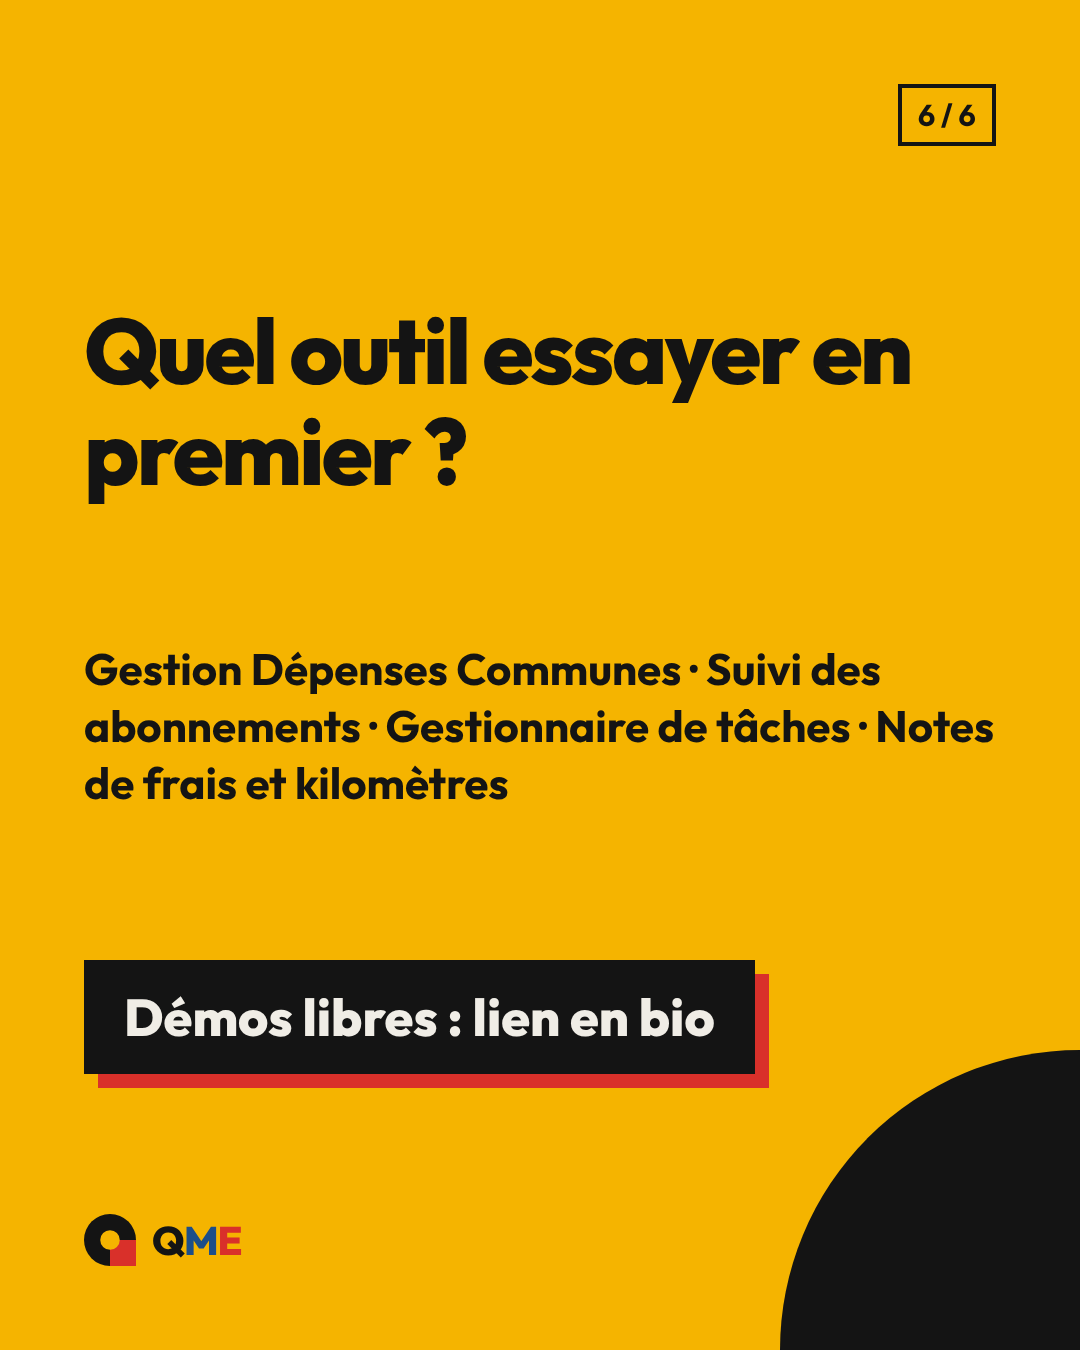 6 / 6
Quel outil essayer en
premier ?
Gestion Dépenses Communes · Suivi des
abonnements · Gestionnaire de tâches · Notes
de frais et kilomètres
Démos libres : lien en bio
QME